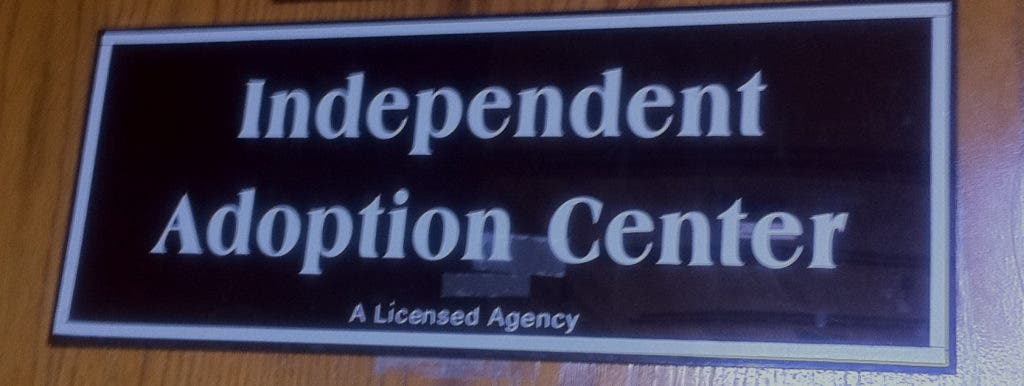 Independent
Adoption Center
A Licensed Agency